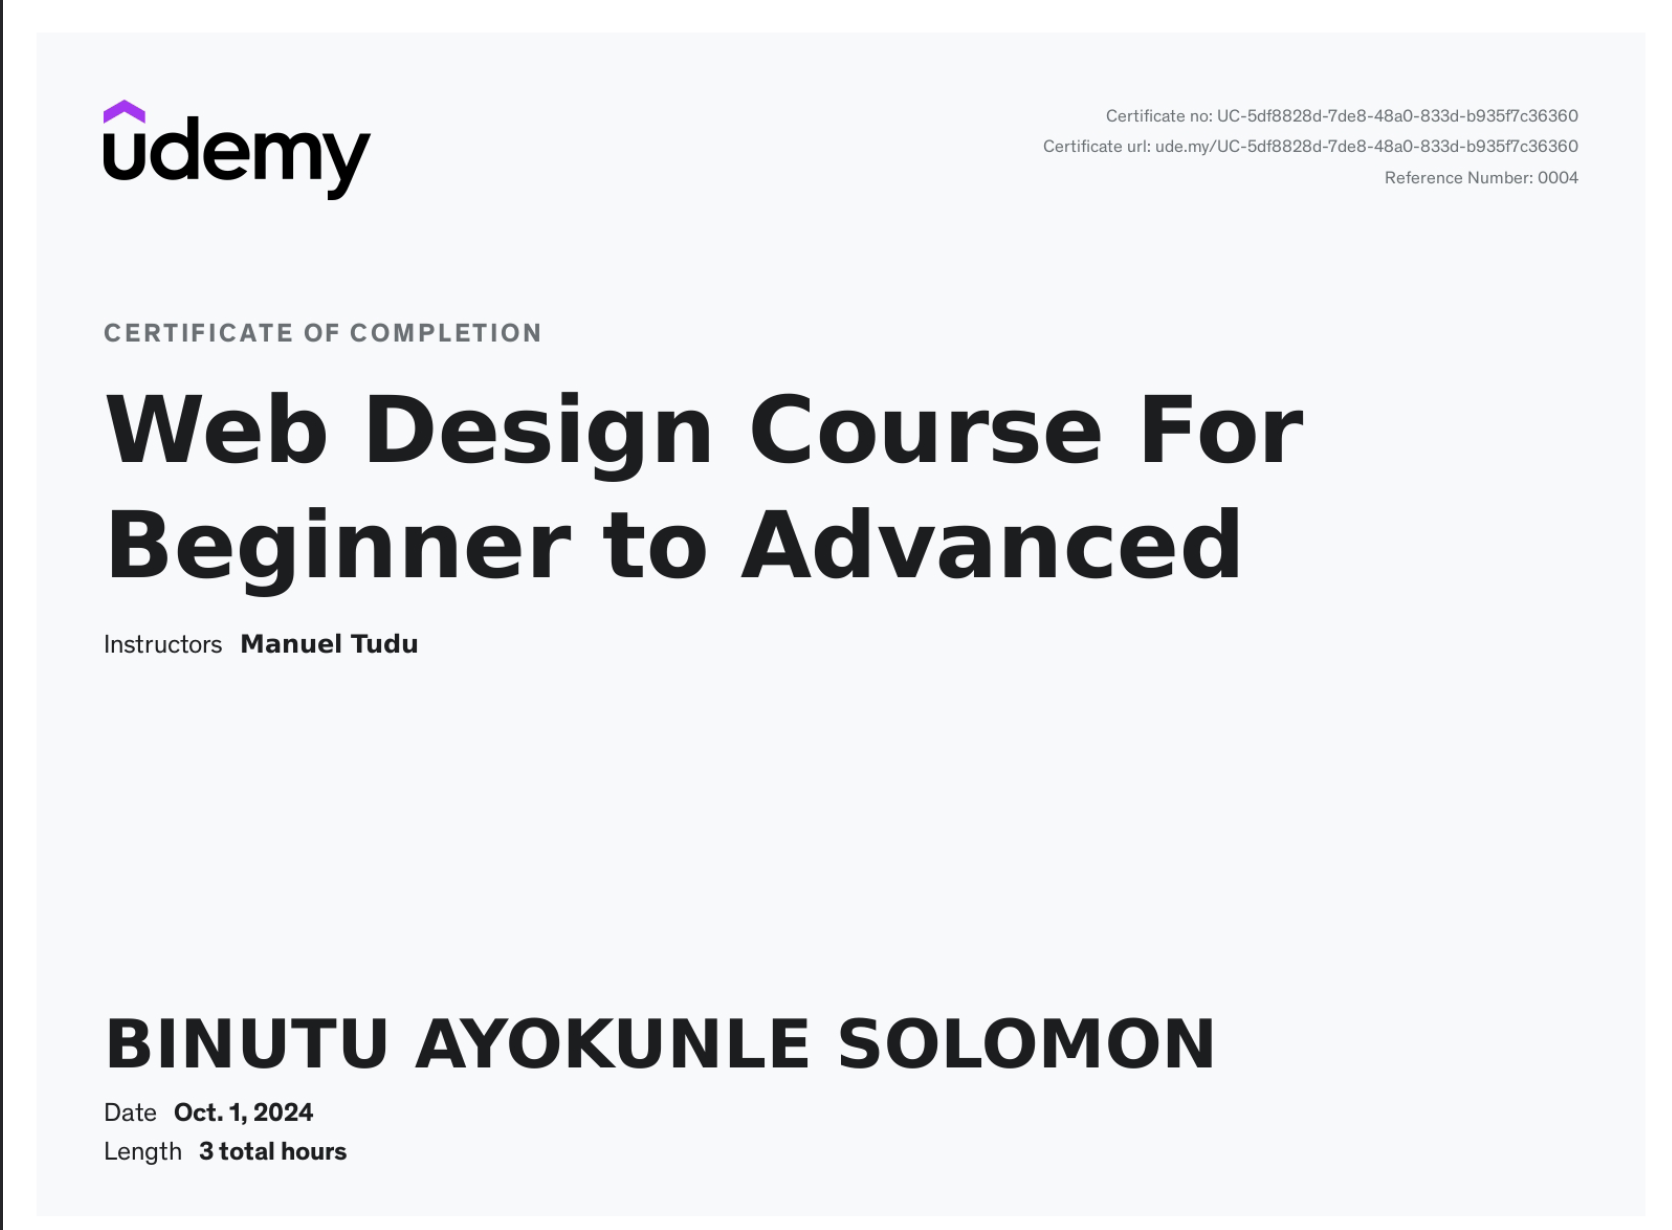 udemy
Certificate no: UC-5df8828d-7de8-48a0-833d-b935f7c36360
Certificate url: ude.my/UC-5df8828d-7de8-48a0-833d-b935f7c36360
Reference Number: 0004
CERTIFICATE OF COMPLETION
Web Design Course For
Beginner to Advanced
Instructors Manuel Tudu
BINUTU AYOKUNLE SOLOMON
Date Oct. 1, 2024
Length 3 total hours